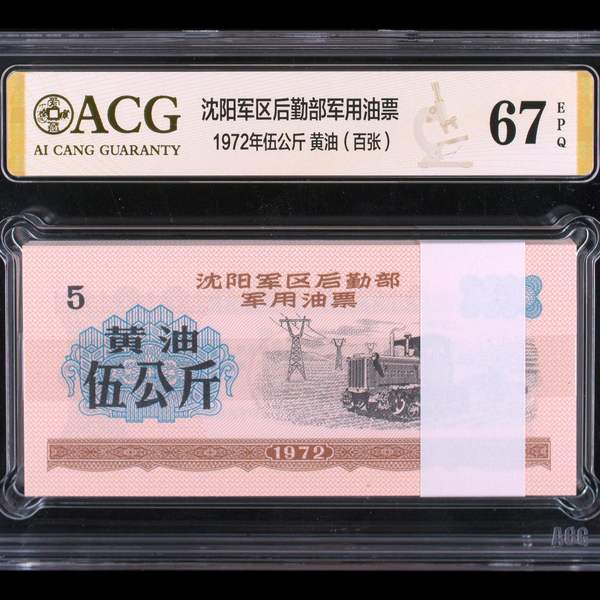 ACG
AI CANG GUARANTY
沈阳军区后勤部军用油票
1972年伍公斤 黄油（百张）
67
EPQ
5
沈阳军区后勤部
军用油票
黄油
伍公斤
1972
ACG